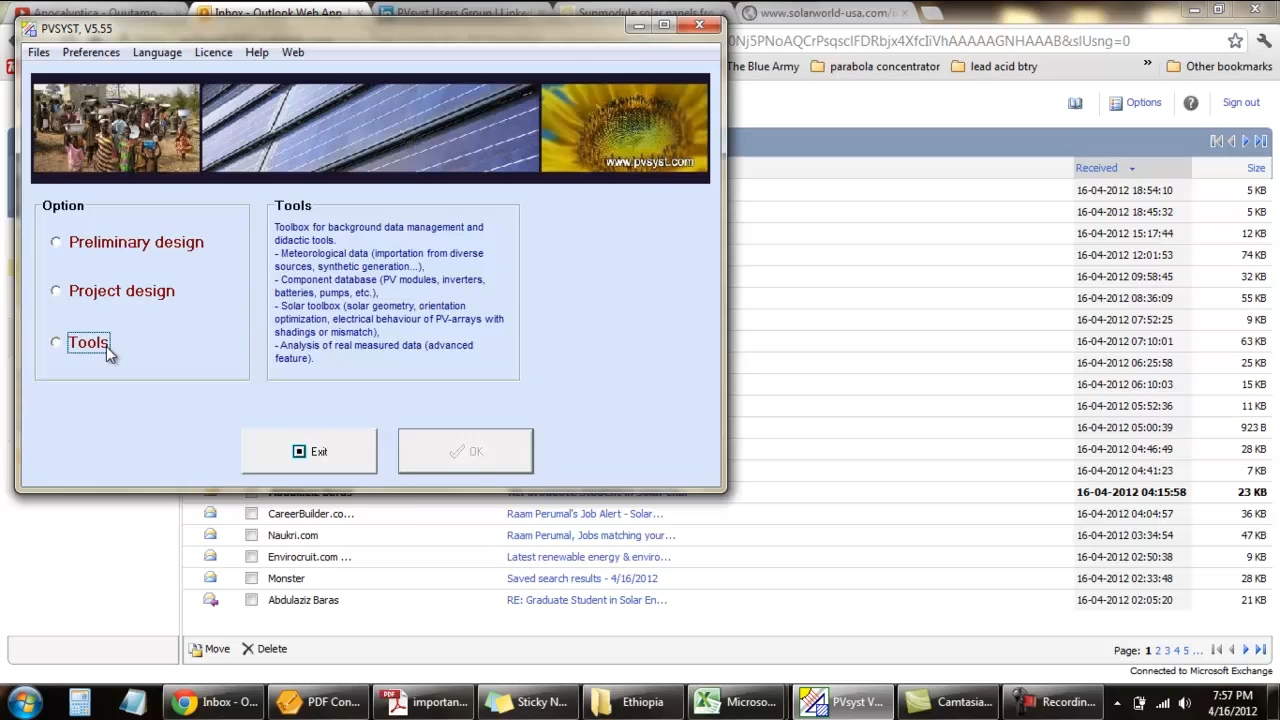 Apocalyptica - Quutamo
Inbox - Outlook Web App
PVsyst Users Group | Linke
Sunmodule solar panels fro
www.solarworld-usa.com/
PVSYST, V5.55
Files Preferences Language Licence Help Web
The Blue Army
parabola concentrator
lead acid btry
»
Other bookmarks
www.pvsyst.com
Options
Sign out
Option
Preliminary design
Project design
Tools
Tools
Toolbox for background data management and
didactic tools.
- Meteorological data (importation from diverse
sources, synthetic generation...),
- Component database (PV modules, inverters,
batteries, pumps, etc.),
- Solar toolbox (solar geometry, orientation
optimization, electrical behaviour of PV-arrays with
shadings or mismatch),
- Analysis of real measured data (advanced
feature).
Exit
OK
Received Size
16-04-2012 18:54:10 5 KB
16-04-2012 18:45:32 5 KB
16-04-2012 15:17:44 12 KB
16-04-2012 12:01:53 74 KB
16-04-2012 09:58:45 32 KB
16-04-2012 08:36:09 55 KB
16-04-2012 07:52:25 9 KB
16-04-2012 07:10:01 63 KB
16-04-2012 06:25:58 25 KB
16-04-2012 06:10:03 15 KB
16-04-2012 05:52:36 11 KB
16-04-2012 05:00:39 923 B
16-04-2012 04:46:49 28 KB
16-04-2012 04:41:23 7 KB
Abdulaziz Baras RE: Graduate Student in Solar En... 16-04-2012 04:15:58 23 KB
CareerBuilder.co... Raam Perumal's Job Alert - Solar... 16-04-2012 04:04:57 36 KB
Naukri.com Raam Perumal, Jobs matching your... 16-04-2012 03:34:54 47 KB
Envirocruit.com ... Latest renewable energy & enviro... 16-04-2012 02:50:38 9 KB
Monster Saved search results - 4/16/2012 16-04-2012 02:33:48 28 KB
Abdulaziz Baras RE: Graduate Student in Solar En... 16-04-2012 02:05:20 21 KB
Move Delete
Page: 1 2 3 4 5 ...
Connected to Microsoft Exchange
Inbox - O...
PDF Con...
importan...
Sticky N...
Ethiopia
Microso...
PVsyst V...
Camtasia...
Recordin...
7:57 PM
4/16/2012